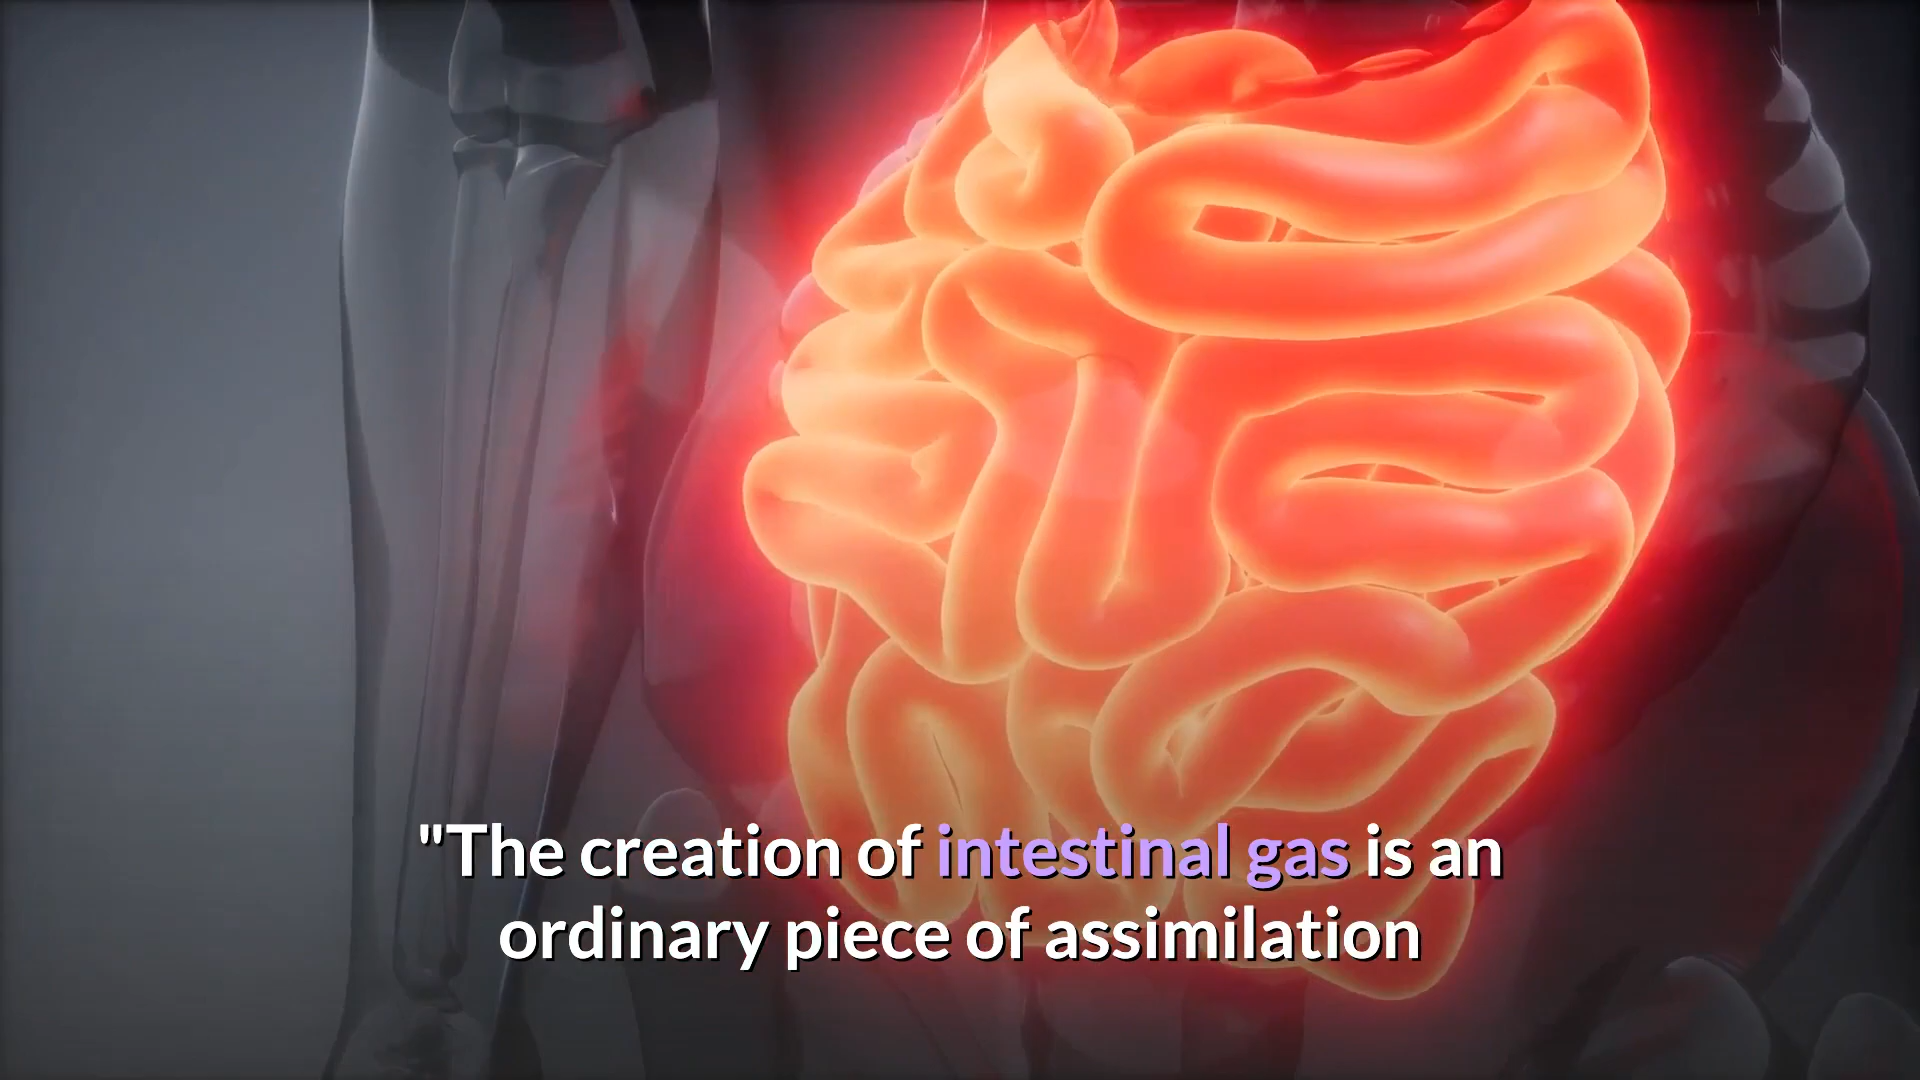 "The creation of intestinal gas is an
ordinary piece of assimilation